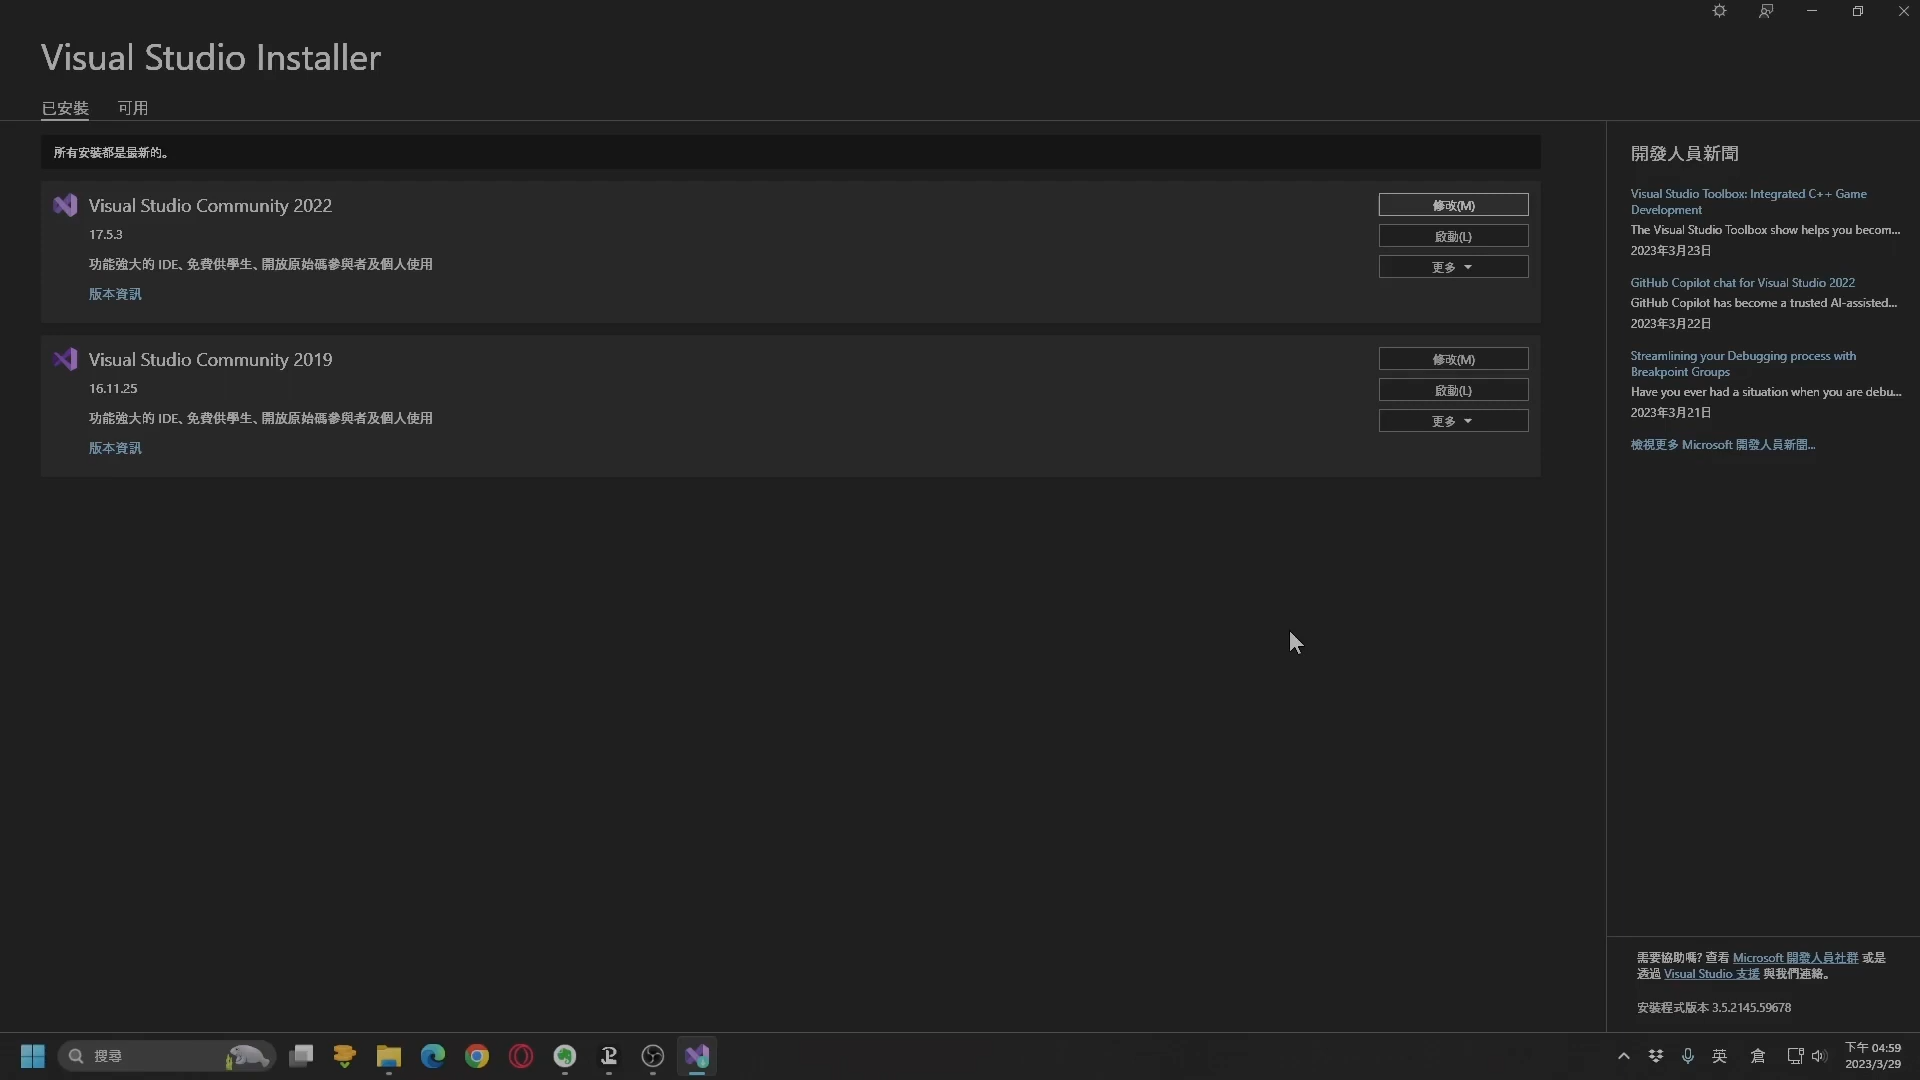 Visual Studio Installer
已安裝
可用
所有安裝都是最新的。
Visual Studio Community 2022
17.5.3
功能強大的 IDE、免費供學生、開放原始碼參與者及個人使用
版本資訊
修改(M)
啟動(L)
更多
Visual Studio Community 2019
16.11.25
功能強大的 IDE、免費供學生、開放原始碼參與者及個人使用
版本資訊
修改(M)
啟動(L)
更多
開發人員新聞
Visual Studio Toolbox: Integrated C++ Game
Development
The Visual Studio Toolbox show helps you becom...
2023年3月23日
GitHub Copilot chat for Visual Studio 2022
GitHub Copilot has become a trusted AI-assisted...
2023年3月22日
Streamlining your Debugging process with
Breakpoint Groups
Have you ever had a situation when you are debu...
2023年3月21日
檢視更多 Microsoft 開發人員新聞...
需要協助嗎? 查看 Microsoft 開發人員社群 或是
透過 Visual Studio 支援 與我們連絡。
安裝程式版本 3.5.2145.59678
搜尋
英
倉
下午 04:59
2023/3/29